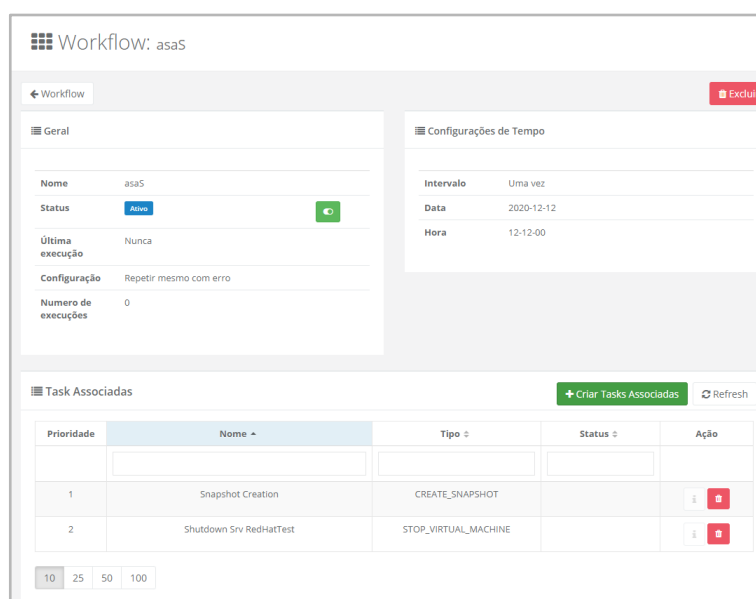 Workflow: asaS
Workflow
Excluir
Geral
Nome asaS
Status Ativo
Última
execução
Nunca
Configuração Repetir mesmo com erro
Numero de
execuções
0
Configurações de Tempo
Intervalo Uma vez
Data 2020-12-12
Hora 12-12-00
Task Associadas
Criar Tasks Associadas Refresh
Prioridade Nome Tipo Status Ação
1 Snapshot Creation CREATE_SNAPSHOT
2 Shutdown Srv RedHatTest STOP_VIRTUAL_MACHINE
10 25 50 100